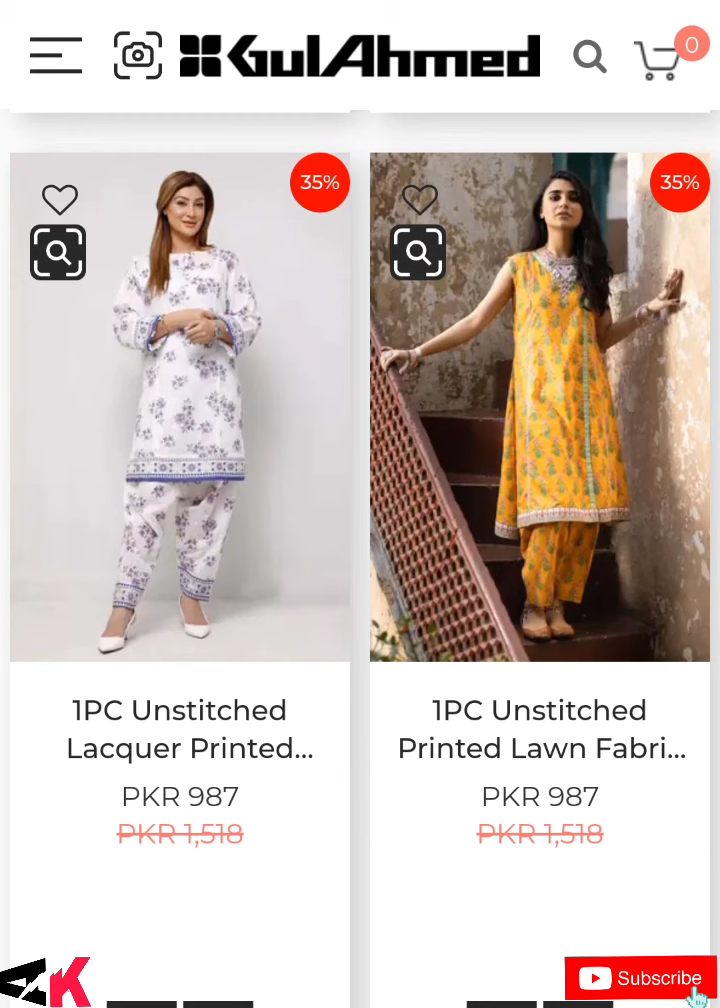 GulAhmed
0
35%
35%
1PC Unstitched
Lacquer Printed...
PKR 987
PKR 1,518
1PC Unstitched
Printed Lawn Fabri...
PKR 987
PKR 1,518
AK
Subscribe